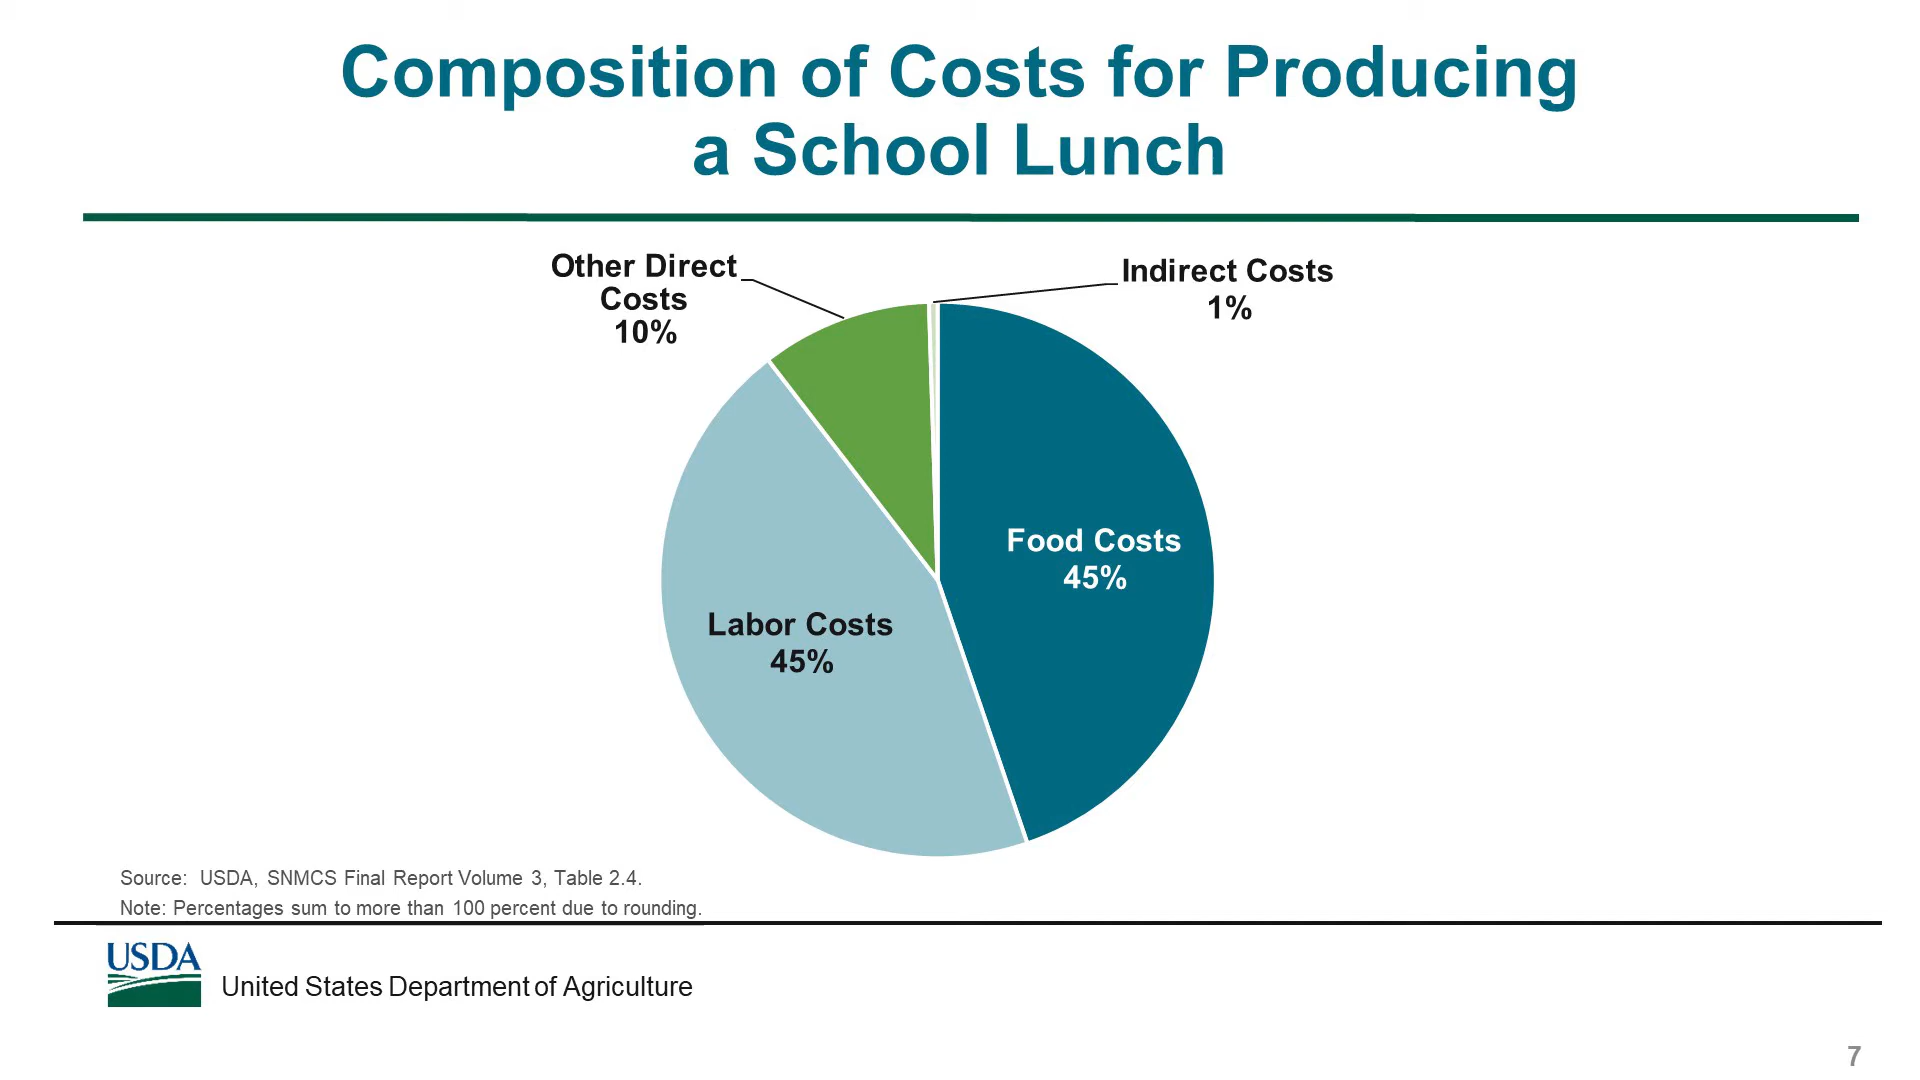 Composition of Costs for Producing
a School Lunch
Other Direct
Costs
10%
Indirect Costs
1%
Food Costs
45%
Labor Costs
45%
Source: USDA, SNMCS Final Report Volume 3, Table 2.4.
Note: Percentages sum to more than 100 percent due to rounding.
USDA
United States Department of Agriculture
7